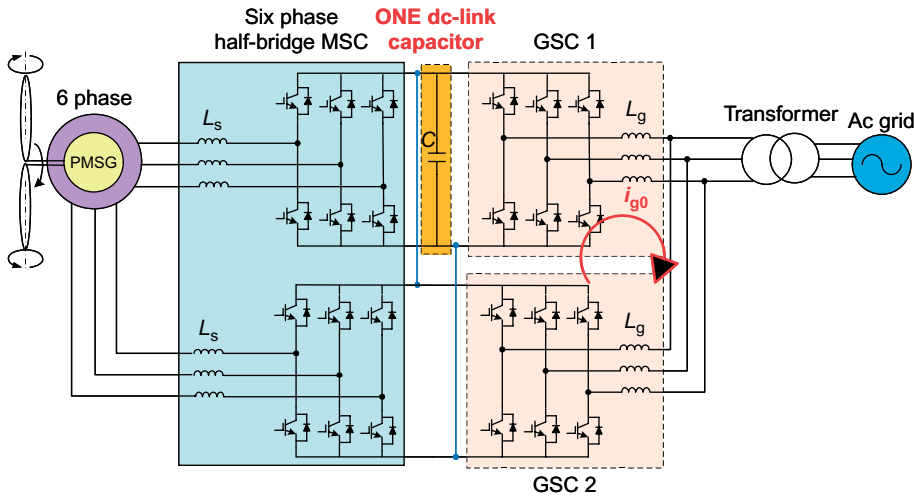 Six phase
half-bridge MSC
ONE dc-link
capacitor
GSC 1
6 phase
PMSG
Ls
C
Lg
Transformer
Ac grid
ig0
Ls
Lg
GSC 2